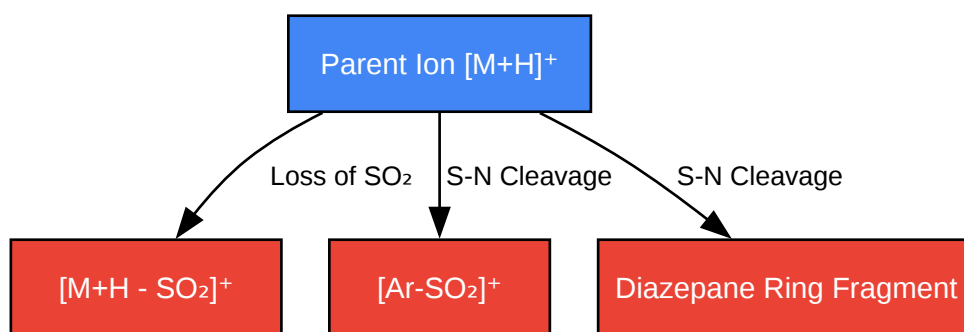 Parent Ion [M+H]⁺
Loss of SO₂
S-N Cleavage
S-N Cleavage
[M+H - SO₂]⁺
[Ar-SO₂]⁺
Diazepane Ring Fragment